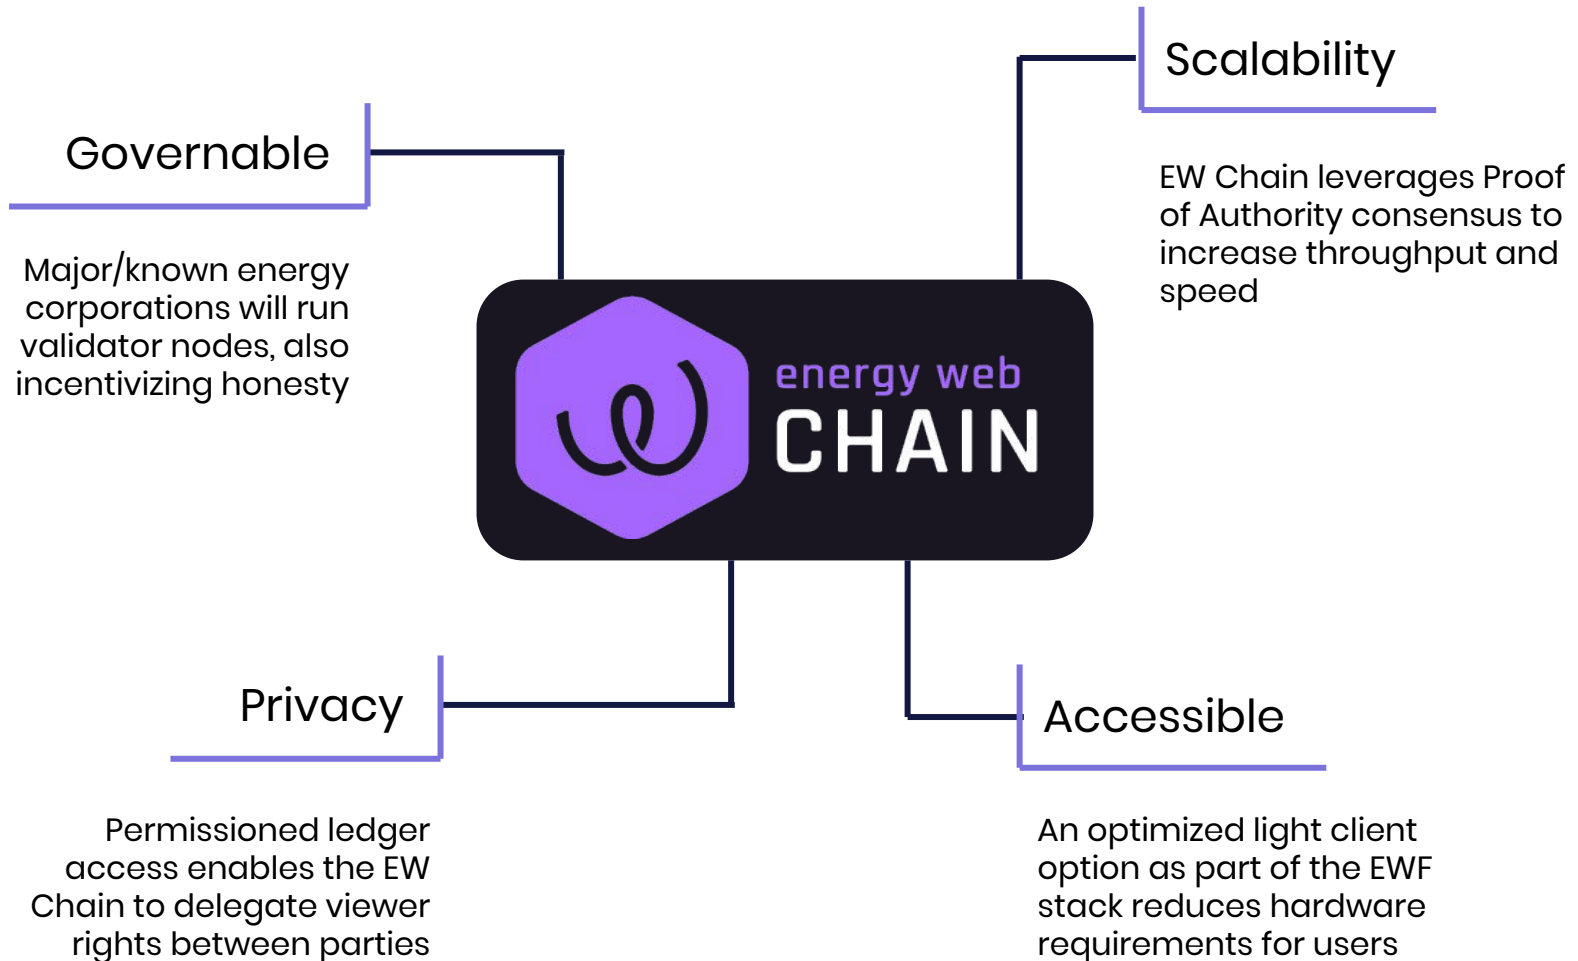 Governable
Major/known energy
corporations will run
validator nodes, also
incentivizing honesty
Scalability
EW Chain leverages Proof
of Authority consensus to
increase throughput and
speed
energy web
CHAIN
Privacy
Permissioned ledger
access enables the EW
Chain to delegate viewer
rights between parties
Accessible
An optimized light client
option as part of the EWF
stack reduces hardware
requirements for users